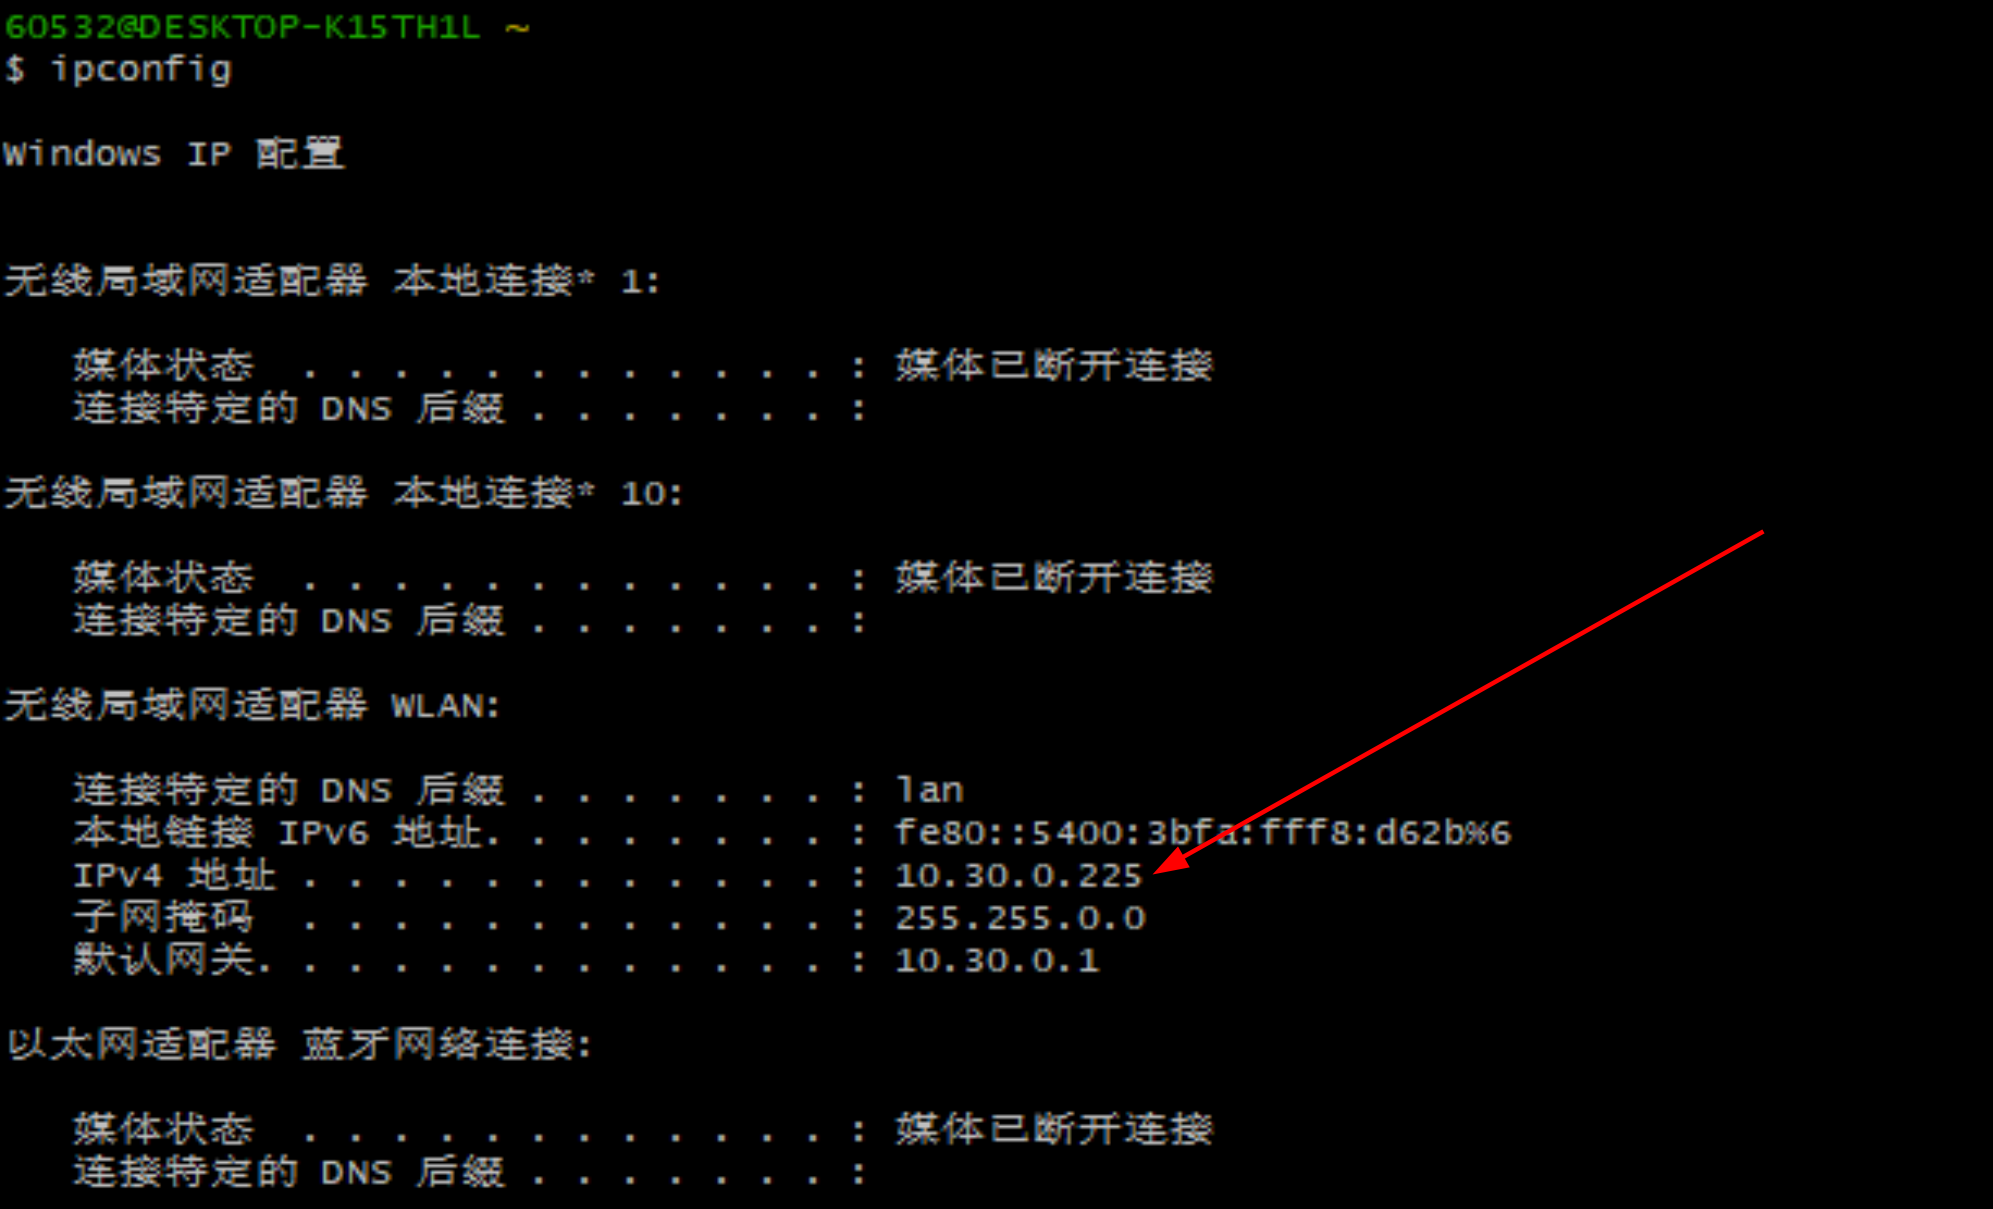 60532@DESKTOP-K15TH1L ~
$ ipconfig
Windows IP 配置
无线局域网适配器 本地连接* 1:
媒体状态 . . . . . . . . . . . . : 媒体已断开连接
连接特定的 DNS 后缀 . . . . . . . :
无线局域网适配器 本地连接* 10:
媒体状态 . . . . . . . . . . . . : 媒体已断开连接
连接特定的 DNS 后缀 . . . . . . . :
无线局域网适配器 WLAN:
连接特定的 DNS 后缀 . . . . . . . : lan
本地链接 IPv6 地址. . . . . . . . : fe80::5400:3bfa:fff8:d62b%6
IPv4 地址 . . . . . . . . . . . . : 10.30.0.225
子网掩码 . . . . . . . . . . . . : 255.255.0.0
默认网关. . . . . . . . . . . . . : 10.30.0.1
以太网适配器 蓝牙网络连接:
媒体状态 . . . . . . . . . . . . : 媒体已断开连接
连接特定的 DNS 后缀 . . . . . . . :